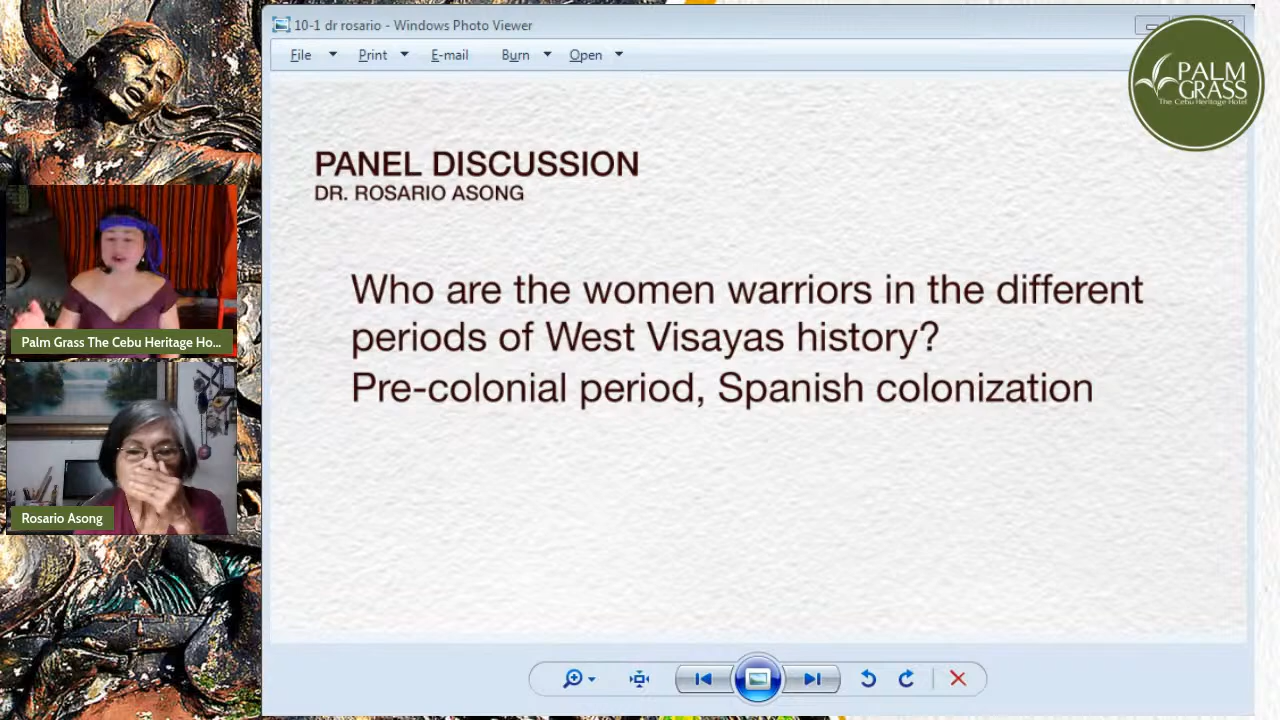 10-1 dr rosario - Windows Photo Viewer
File Print E-mail Burn Open
PALM
GRASS
The Cebu Heritage Hotel
PANEL DISCUSSION
DR. ROSARIO ASONG
Who are the women warriors in the different
periods of West Visayas history?
Pre-colonial period, Spanish colonization
Palm Grass The Cebu Heritage Ho...
Rosario Asong